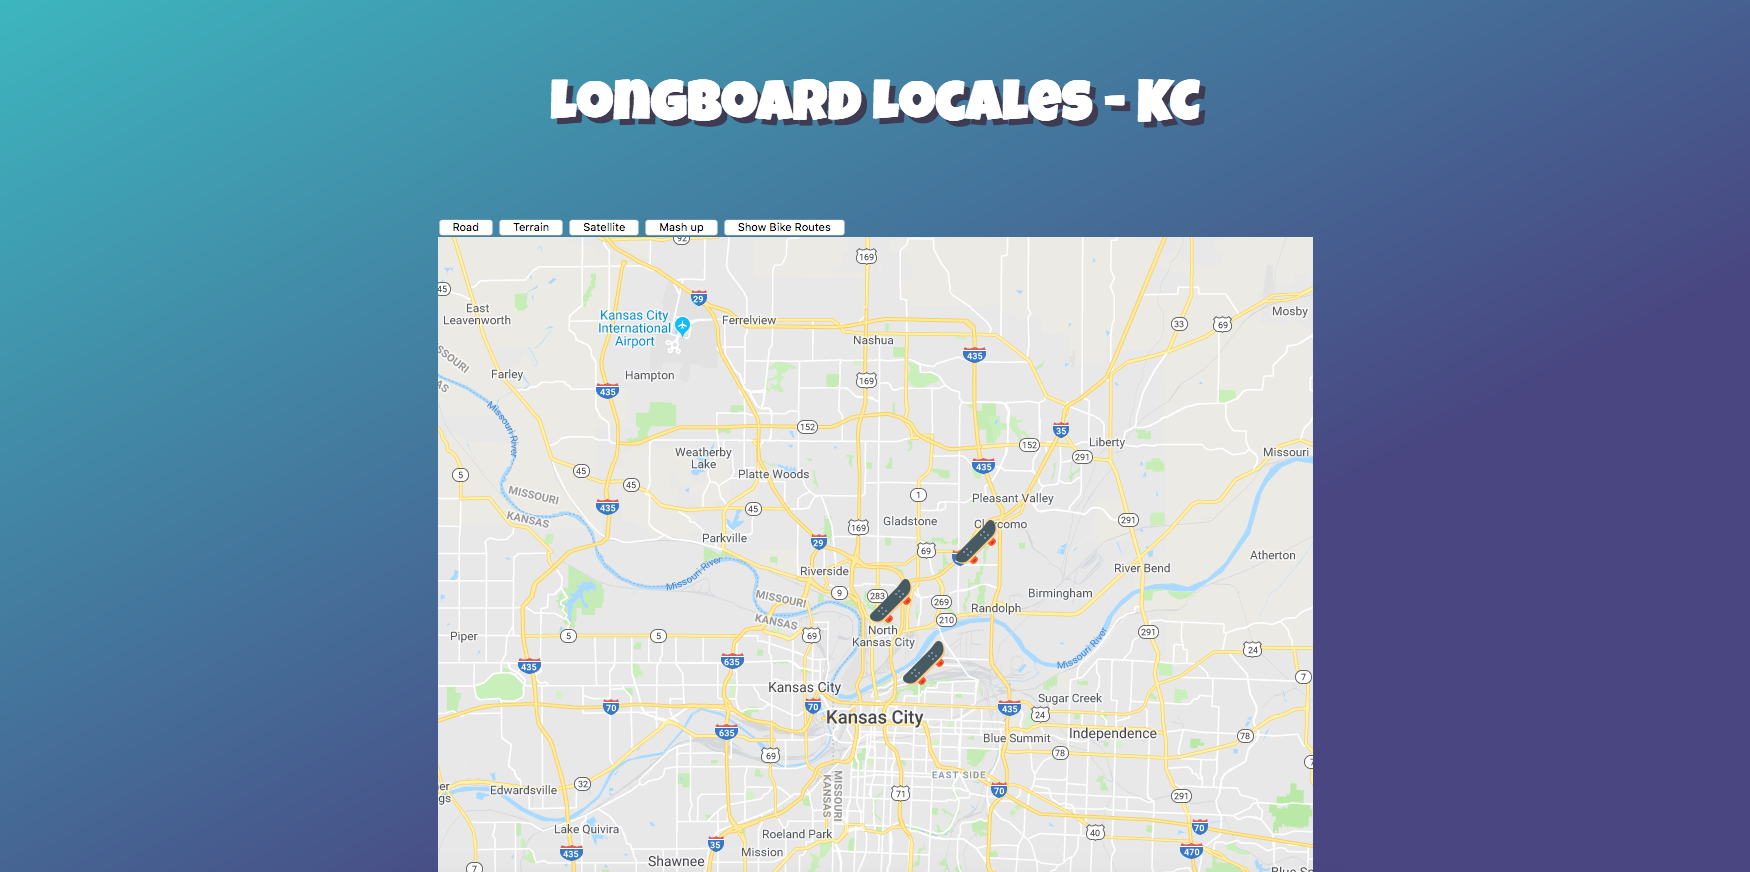 Longboard Locales - KC
Road
Terrain
Satellite
Mash up
Show Bike Routes
92
169
45
29
East
Leavenworth
Kansas City
International
Airport
Ferrelview
Mosby
33
69
Nashua
435
Farley
Hampton
169
435
Missouri River
152
35
152
Liberty
291
Weatherby
Lake
Platte Woods
Missouri
5
45
45
435
MISSOURI
KANSAS
435
1
Pleasant Valley
45
Gladstone
169
291
Parkville
29
69
Atherton
Riverside
Missouri River
River Bend
MISSOURI
KANSAS
9
283
269
Birmingham
210
Randolph
North
Kansas City
Piper
5
5
69
291
Missouri River
24
435
635
Kansas City
7
70
70
Sugar Creek
435
24
Kansas City
635
Blue Summit
Independence
78
69
78
EAST SIDE
MISSOURI
KANSAS
Edwardsville
32
71
70
291
Lake Quivira
Roeland Park
40
70
435
35
Mission
470
Shawnee
7